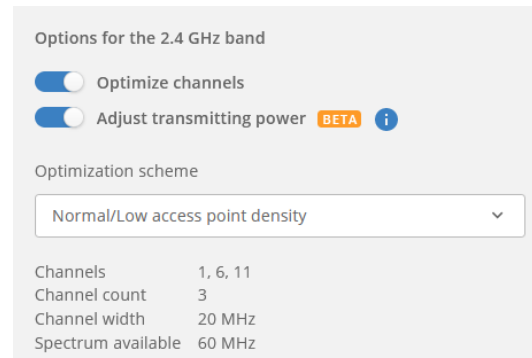 Options for the 2.4 GHz band
Optimize channels
Adjust transmitting power BETA i
Optimization scheme
Normal/Low access point density
Channels 1, 6, 11
Channel count 3
Channel width 20 MHz
Spectrum available 60 MHz